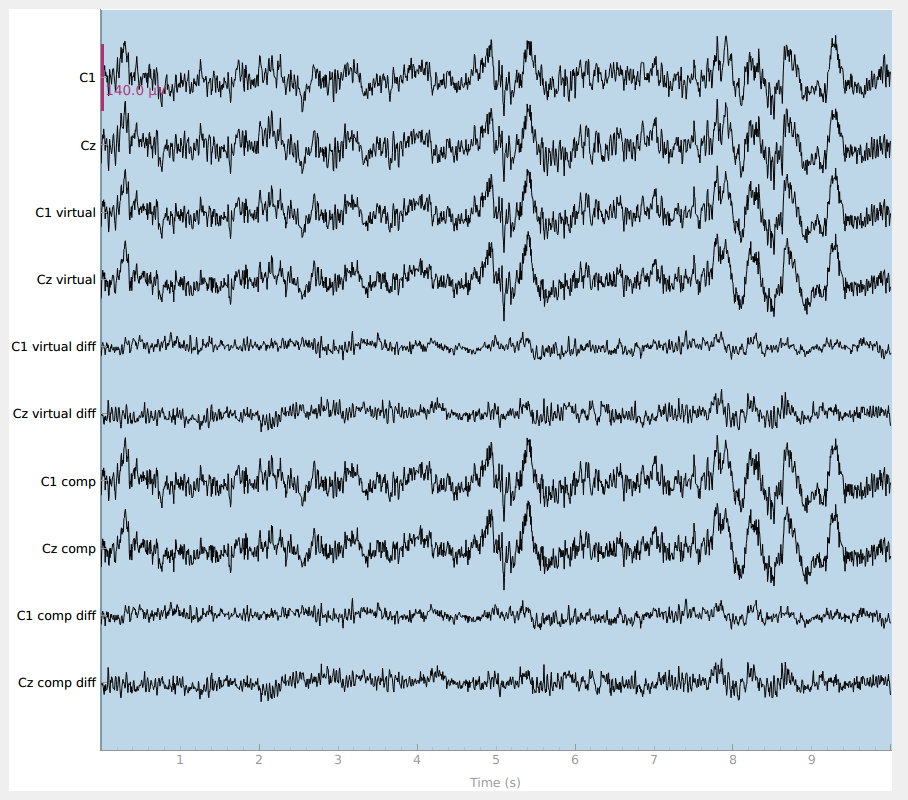 C1
140.0 µV
Cz
C1 virtual
Cz virtual
C1 virtual diff
Cz virtual diff
C1 comp
Cz comp
C1 comp diff
Cz comp diff
1 2 3 4 5 6 7 8 9
Time (s)